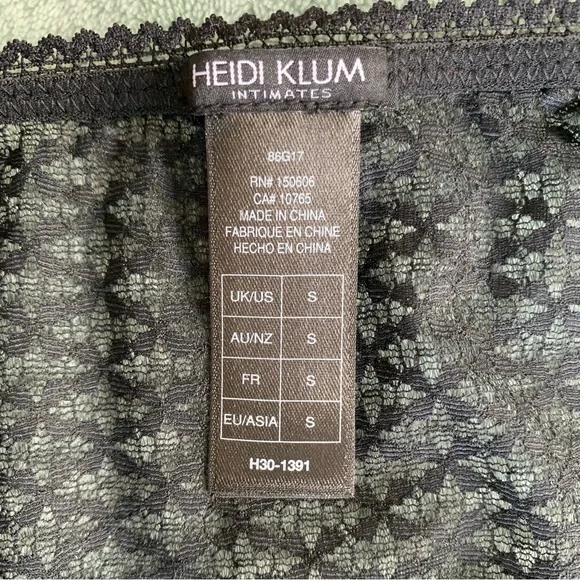 HEIDI KLUM
INTIMATES
86G17
RN# 150606
CA# 10765
MADE IN CHINA
FABRIQUE EN CHINE
HECHO EN CHINA
UK/US S
AU/NZ S
FR S
EU/ASIA S
H30-1391